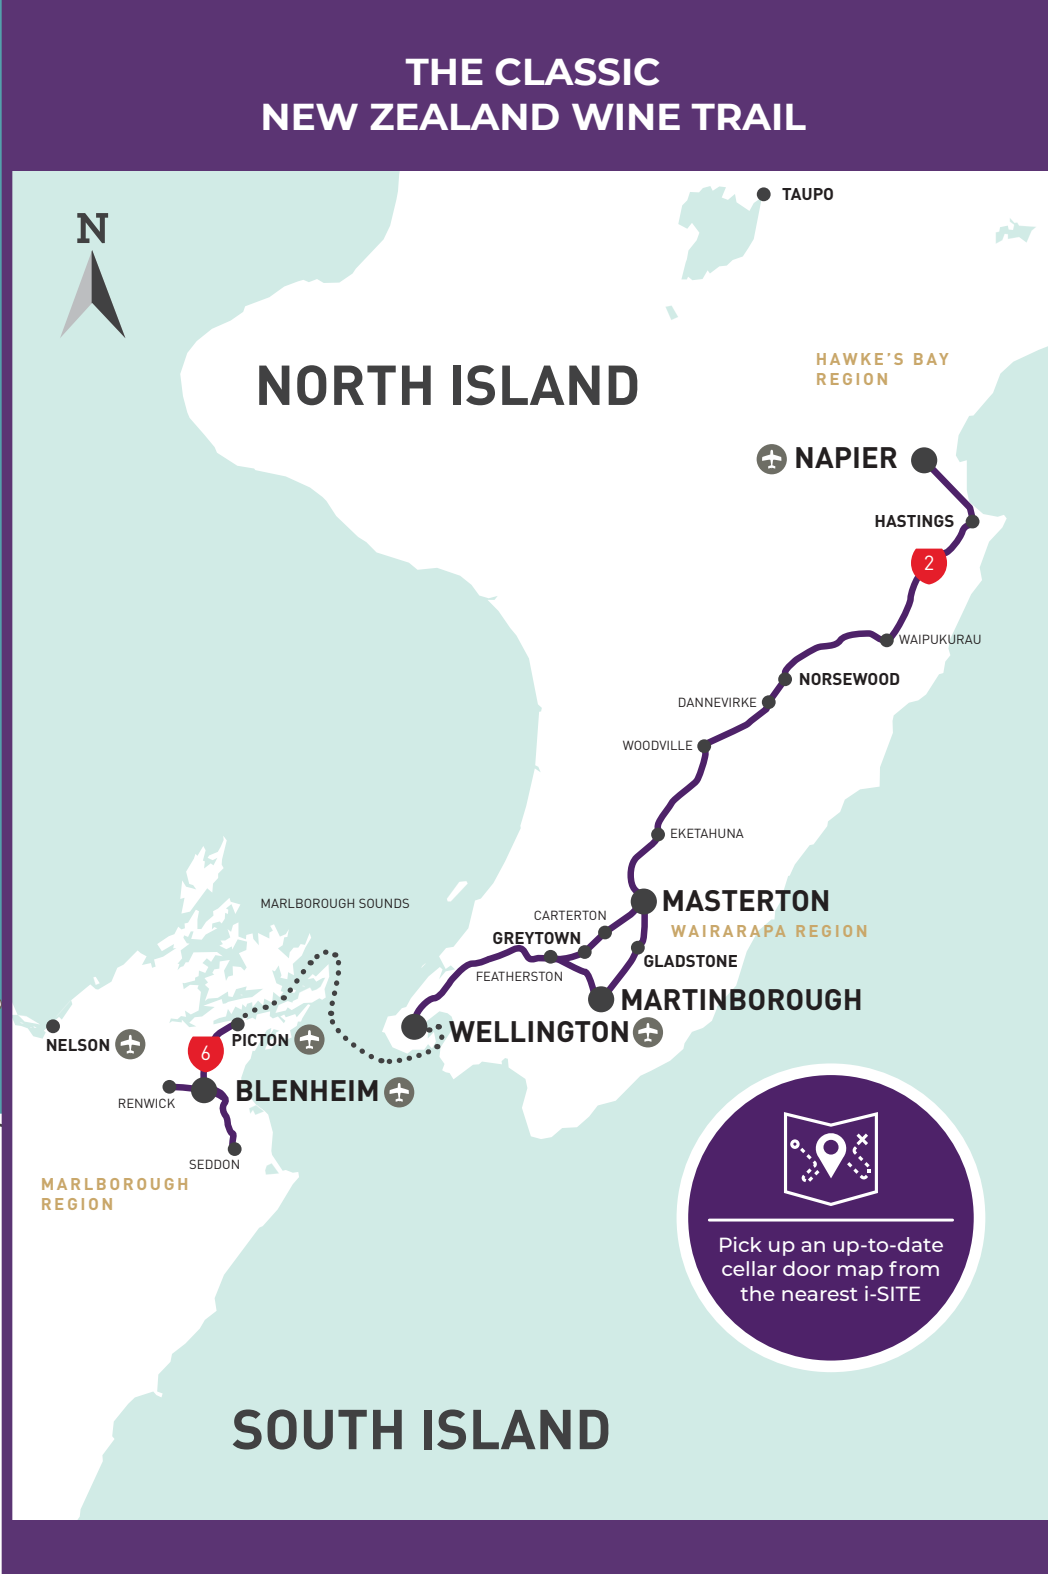 THE CLASSIC
NEW ZEALAND WINE TRAIL
N
TAUPO
HAWKE'S BAY
REGION
NORTH ISLAND
NAPIER
HASTINGS
2
WAIPUKURAU
NORSEWOOD
DANNEVIRKE
WOODVILLE
EKETAHUNA
MASTERTON
MARLBOROUGH SOUNDS
CARTERTON
WAIRARAPA REGION
GREYTOWN
GLADSTONE
FEATHERSTON
MARTINBOROUGH
WELLINGTON
NELSON
PICTON
6
BLENHEIM
RENWICK
SEDDON
MARLBOROUGH
REGION
Pick up an up-to-date
cellar door map from
the nearest i-SITE
SOUTH ISLAND